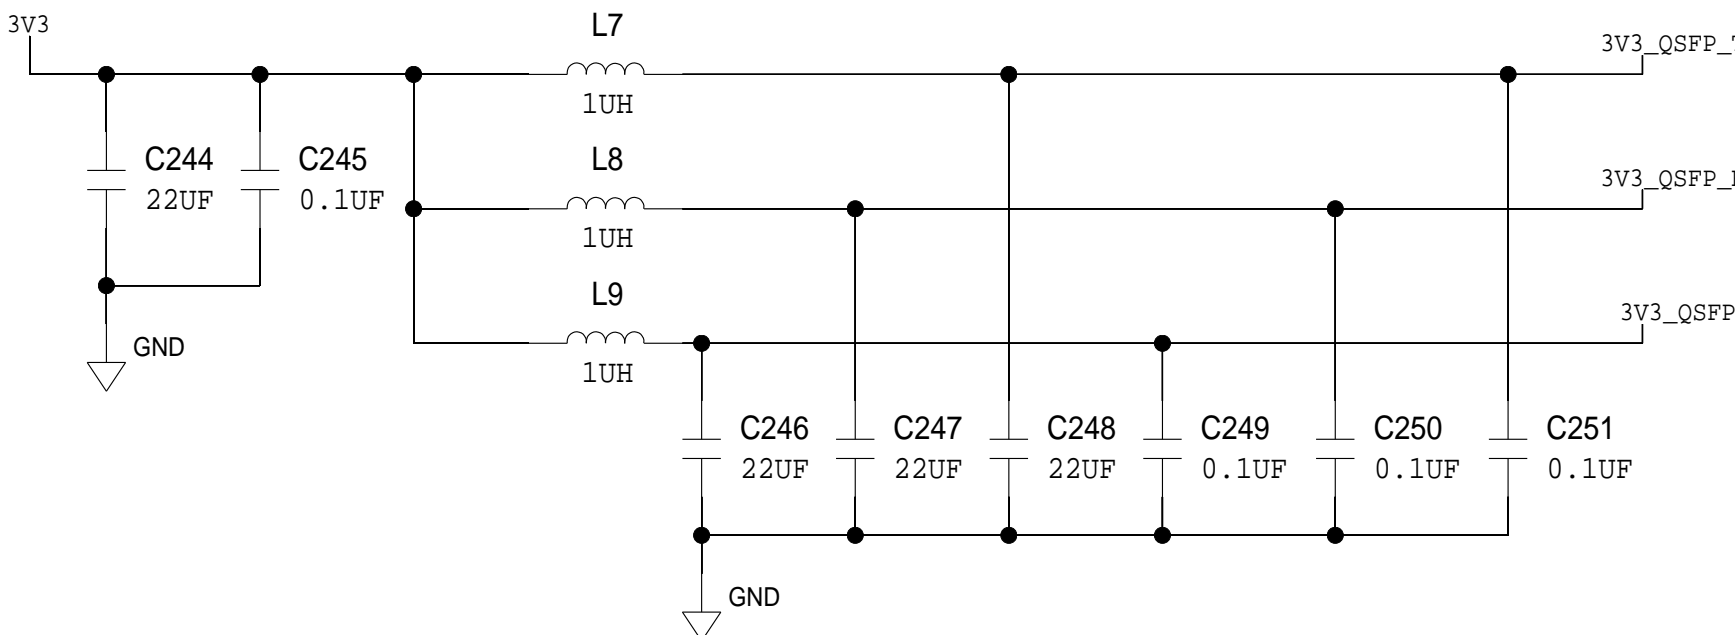 3V3
L7
3V3_QSFP_
1UH
C244
22UF
C245
0.1UF
L8
3V3_QSFP_
1UH
L9
3V3_QSFP
1UH
GND
C246
22UF
C247
22UF
C248
22UF
C249
0.1UF
C250
0.1UF
C251
0.1UF
GND